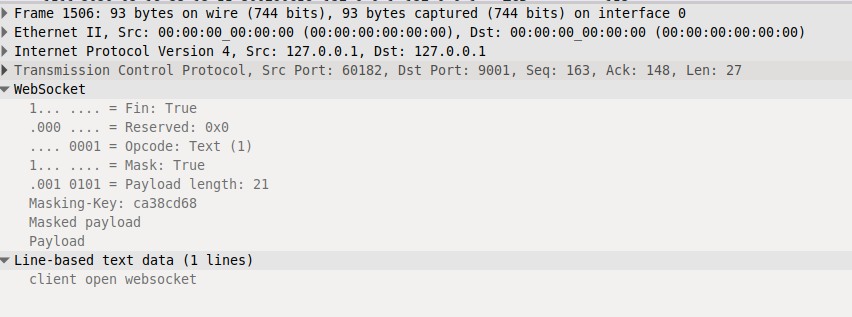 Frame 1506: 93 bytes on wire (744 bits), 93 bytes captured (744 bits) on interface 0
Ethernet II, Src: 00:00:00_00:00:00 (00:00:00:00:00:00), Dst: 00:00:00_00:00:00 (00:00:00:00:00:00)
Internet Protocol Version 4, Src: 127.0.0.1, Dst: 127.0.0.1
Transmission Control Protocol, Src Port: 60182, Dst Port: 9001, Seq: 163, Ack: 148, Len: 27
WebSocket
1... .... = Fin: True
.000 .... = Reserved: 0x0
.... 0001 = Opcode: Text (1)
1... .... = Mask: True
.001 0101 = Payload length: 21
Masking-Key: ca38cd68
Masked payload
Payload
Line-based text data (1 lines)
client open websocket